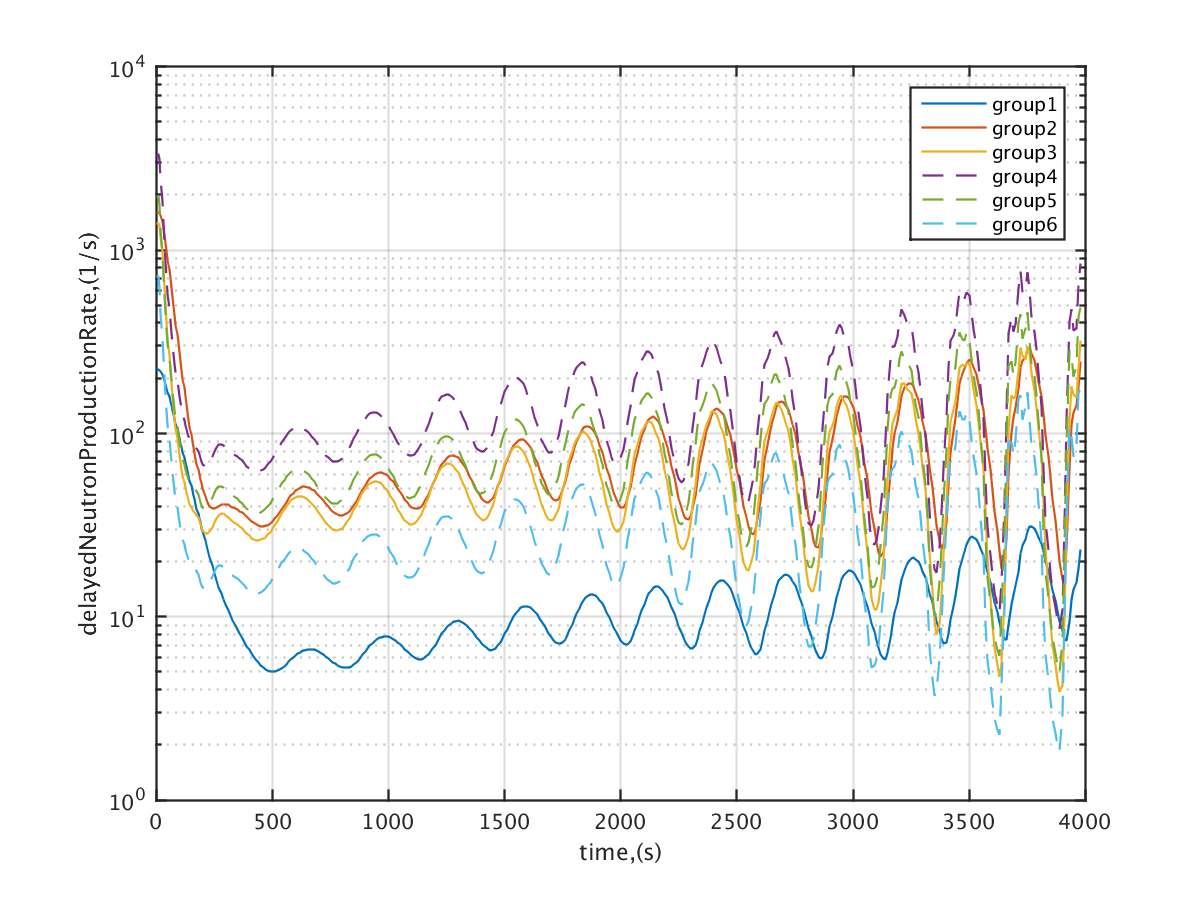 10^4
10^3
10^2
10^1
10^0
delayedNeutronProductionRate,(1/s)
group1
group2
group3
group4
group5
group6
0 500 1000 1500 2000 2500 3000 3500 4000
time,(s)